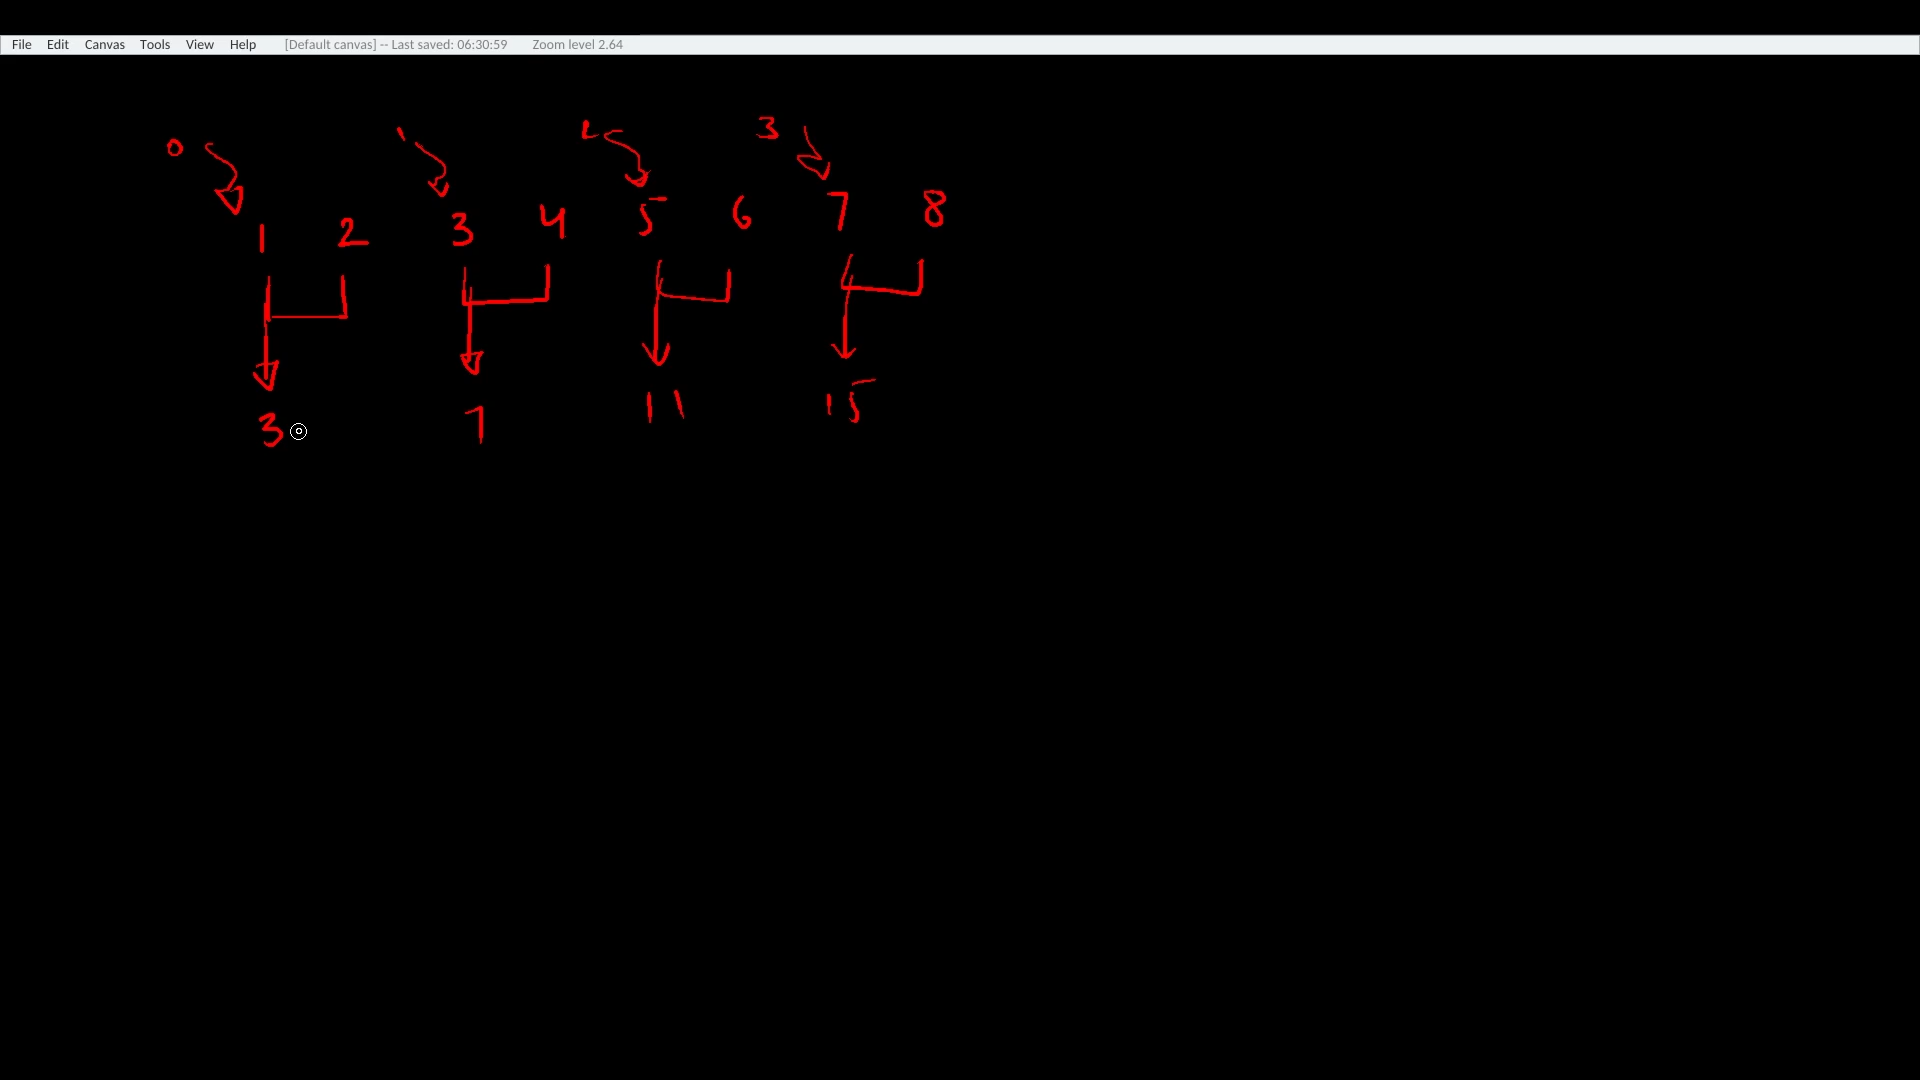 File Edit Canvas Tools View Help [Default canvas] -- Last saved: 06:30:59 Zoom level 2.64
0 1 2 3
1 2 3 4 5 6 7 8
3 7 11 15